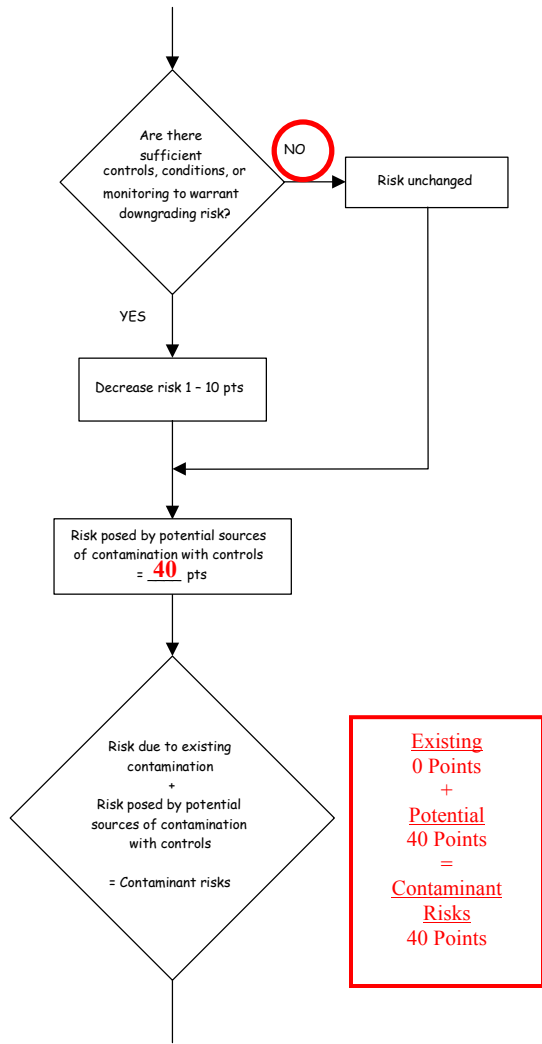 Are there
sufficient
controls, conditions, or
monitoring to warrant
downgrading risk?
NO
Risk unchanged
YES
Decrease risk 1 – 10 pts
Risk posed by potential sources
of contamination with controls
= 40 pts
Risk due to existing
contamination
+
Risk posed by potential
sources of contamination
with controls
= Contaminant risks
Existing
0 Points
+
Potential
40 Points
=
Contaminant
Risks
40 Points